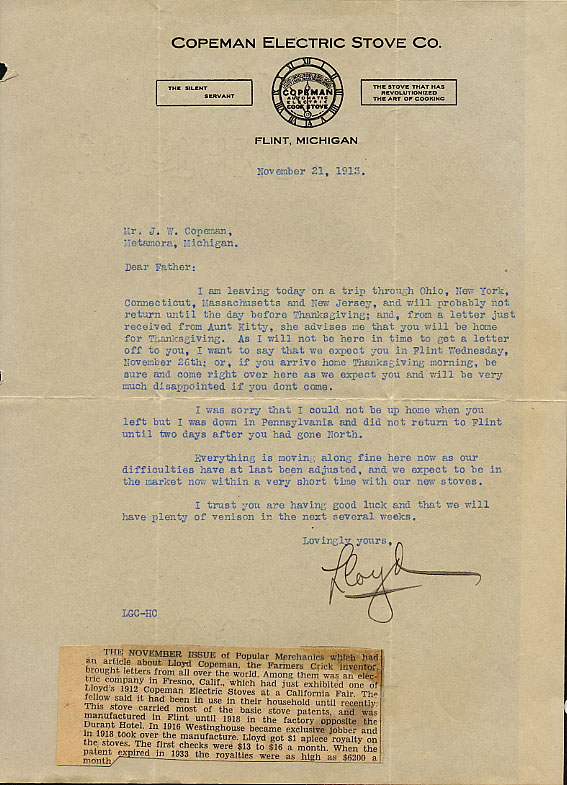 COPEMAN ELECTRIC STOVE CO.
THE SILENT
SERVANT
COPEMAN
AUTOMATIC
ELECTRIC
COOK STOVE
THE STOVE THAT HAS
REVOLUTIONIZED
THE ART OF COOKING
FLINT, MICHIGAN
November 21, 1913.
Mr. J. W. Copeman,
Metamora, Michigan.
Dear Father:
I am leaving today on a trip through Ohio, New York,
Connecticut, Massachusetts and New Jersey, and will probably not
return until the day before Thanksgiving; and, from a letter just
received from Aunt Kitty, she advises me that you will be home
for Thanksgiving. As I will not be here in time to get a letter
off to you, I want to say that we expect you in Flint Wednesday,
November 26th; or, if you arrive home Thanksgiving morning, be
sure and come right over here as we expect you and will be very
much disappointed if you dont come.
I was sorry that I could not be up home when you
left but I was down in Pennsylvania and did not return to Flint
until two days after you had gone North.
Everything is moving along fine here now as our
difficulties have at last been adjusted, and we expect to be in
the market now within a very short time with our new stoves.
I trust you are having good luck and that we will
have plenty of venison in the next several weeks.
Lovingly yours,
Lloyd
LGC-HC
THE NOVEMBER ISSUE of Popular Merchanics which had
an article about Lloyd Copeman, the Farmers Crick inventor,
brought letters from all over the world. Among them was an elec-
tric company in Fresno, Calif., which had just exhibited one of
Lloyd's 1912 Copeman Electric Stoves at a California Fair. The
fellow said it had been in use in their household until recently.
This stove carried most of the basic stove patents, and was
manufactured in Flint until 1918 in the factory opposite the
Durant Hotel. In 1916 Westinghouse became exclusive jobber and
in 1918 took over the manufacture. Lloyd got $1 apiece royalty on
the stoves. The first checks were $13 to $16 a month. When the
patent expired in 1933 the royalties were as high as $6300 a
month